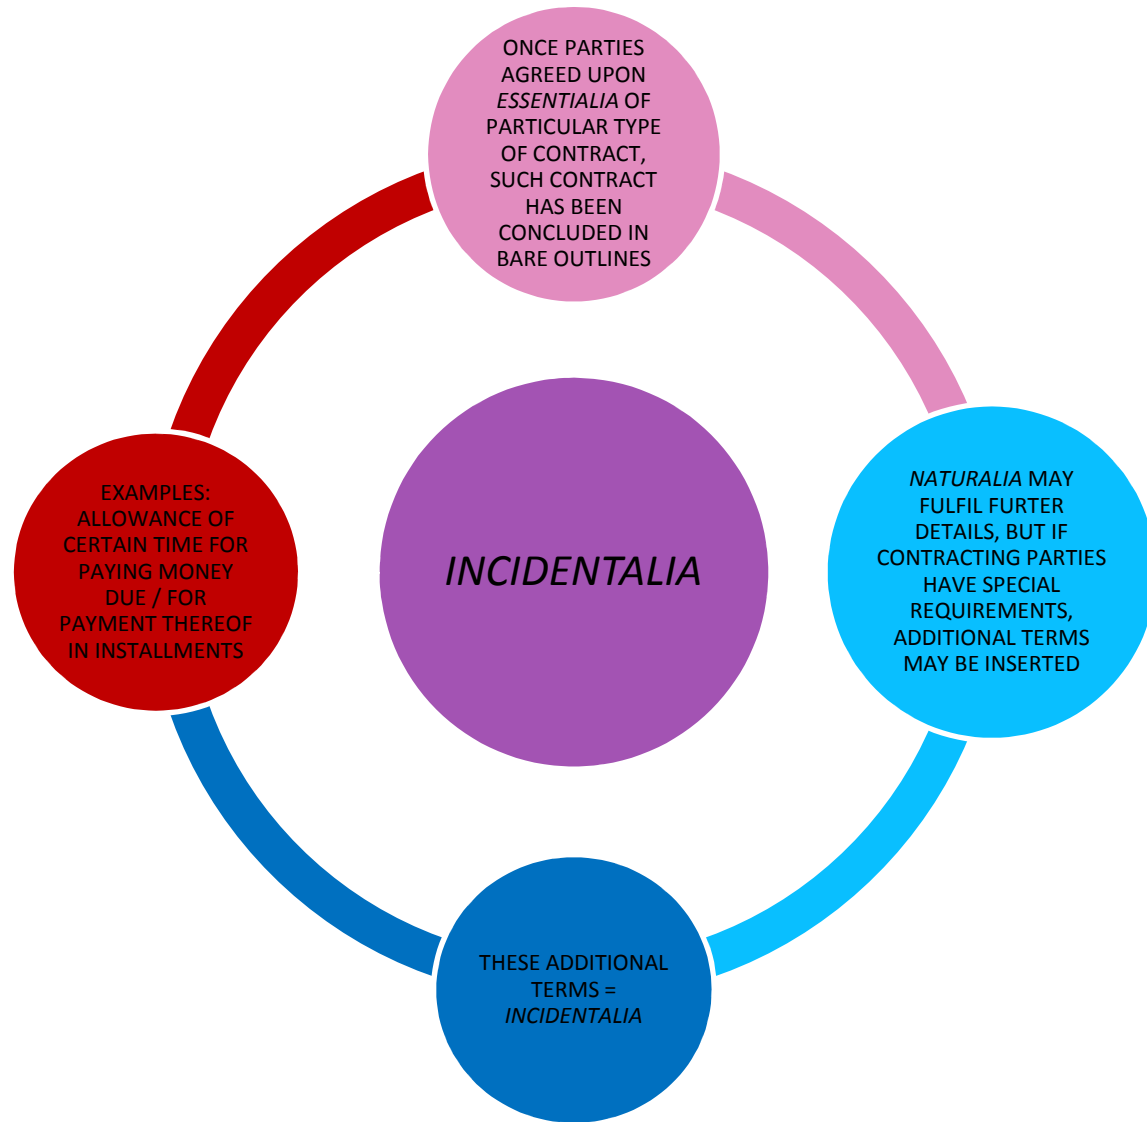 ONCE PARTIES
AGREED UPON
ESSENTIALIA OF
PARTICULAR TYPE
OF CONTRACT,
SUCH CONTRACT
HAS BEEN
CONCLUDED IN
BARE OUTLINES
NATURALIA MAY
FULFIL FURTER
DETAILS, BUT IF
CONTRACTING PARTIES
HAVE SPECIAL
REQUIREMENTS,
ADDITIONAL TERMS
MAY BE INSERTED
THESE ADDITIONAL
TERMS =
INCIDENTALIA
EXAMPLES:
ALLOWANCE OF
CERTAIN TIME FOR
PAYING MONEY
DUE / FOR
PAYMENT THEREOF
IN INSTALLMENTS
INCIDENTALIA